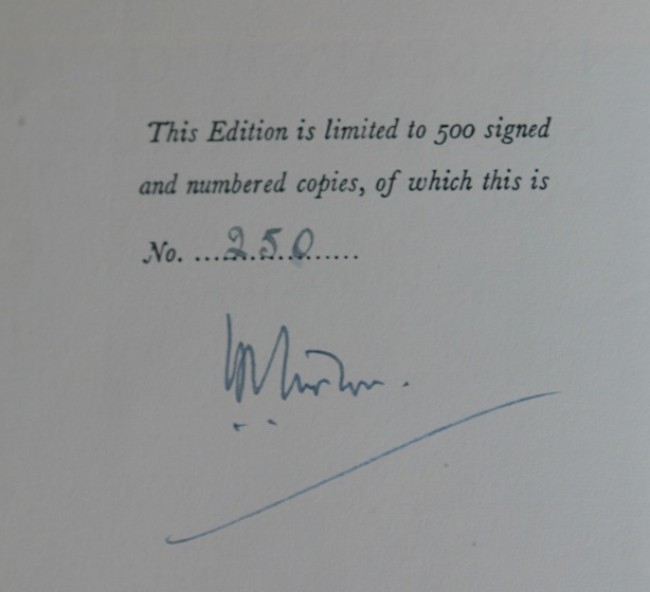 This Edition is limited to 500 signed
and numbered copies, of which this is
No. ...250......